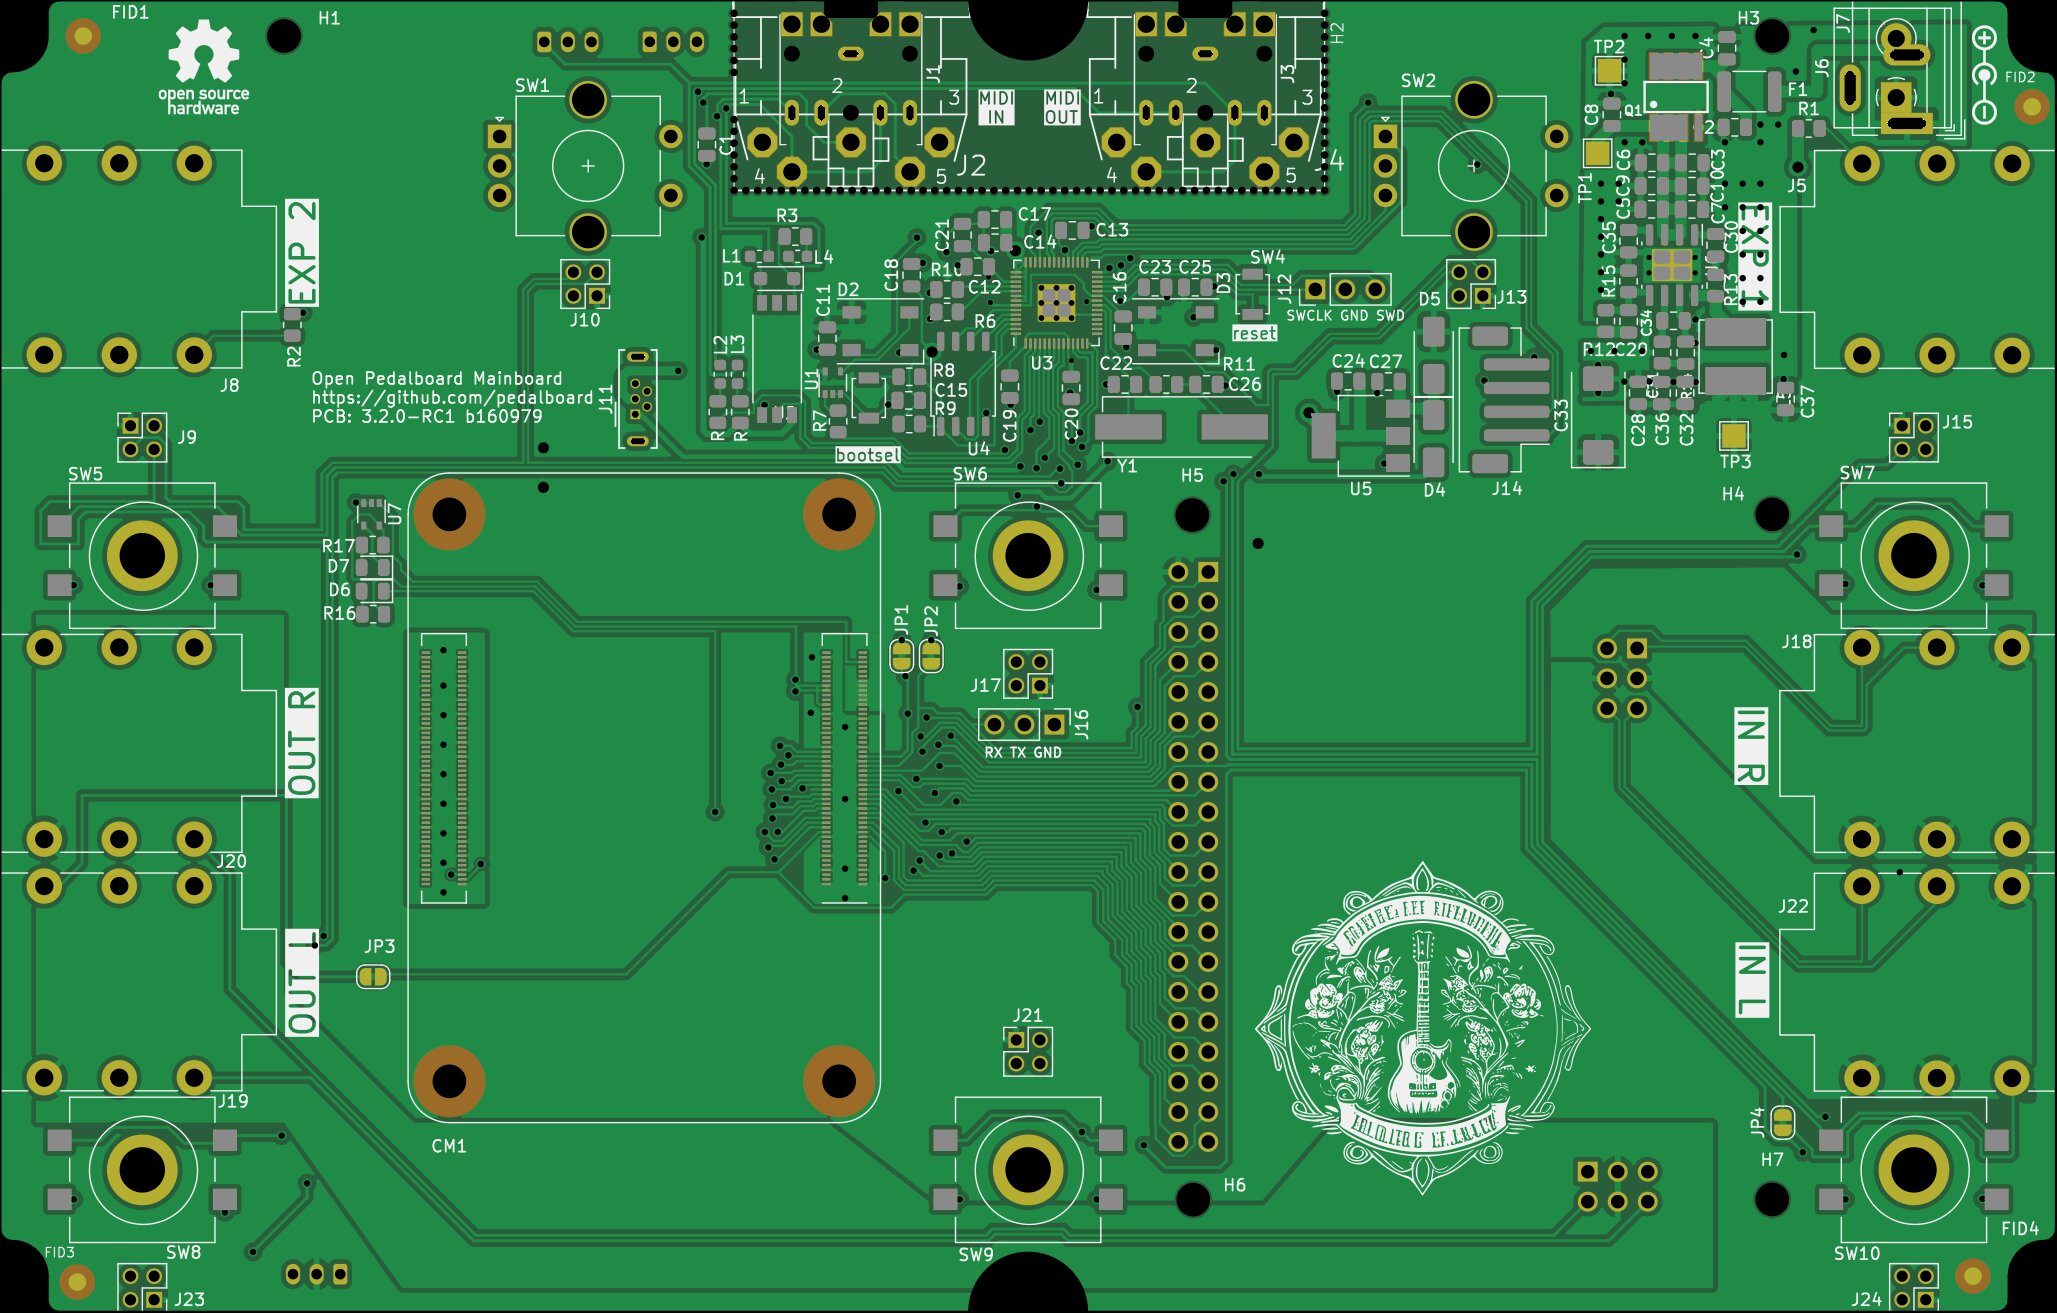 FID1
H1
H2
H3
J7
open source
hardware
SW1
J1
J3
SW2
TP2
C4
J6
FID2
F1
R1
Q1
C8
1
2
3
1
2
3
MIDI
IN
MIDI
OUT
C1
4
J2
5
4
5
C6
C3
C9
C10
C5
C7
TP1
J5
EXP 2
R3
C21
C17
C14
C13
L1
L4
D1
C18
C12
D2
C11
C16
C23
C25
SW4
D3
J12
SWCLK GND SWD
reset
D5
J13
C35
C30
R15
R13
EXP 1
J10
R2
J8
L2
L3
U1
R6
U3
R8
C15
R9
R7
C19
C20
C22
R11
C26
C24
C27
C34
R12
C29
Open Pedalboard Mainboard
https://github.com/pedalboard
PCB: 3.2.0-RC1 b160979
J11
bootsel
U4
Y1
H5
U5
D4
J14
C33
C28
C36
C32
C37
TP3
J9
J15
SW5
SW6
H4
SW7
U7
R17
D7
D6
R16
JP1
JP2
J17
J16
RX TX GND
J18
OUT R
IN R
J20
J22
OUT L
IN L
JP3
J21
J19
CM1
JP4
H7
H6
FID3
SW8
SW9
SW10
FID4
J23
J24